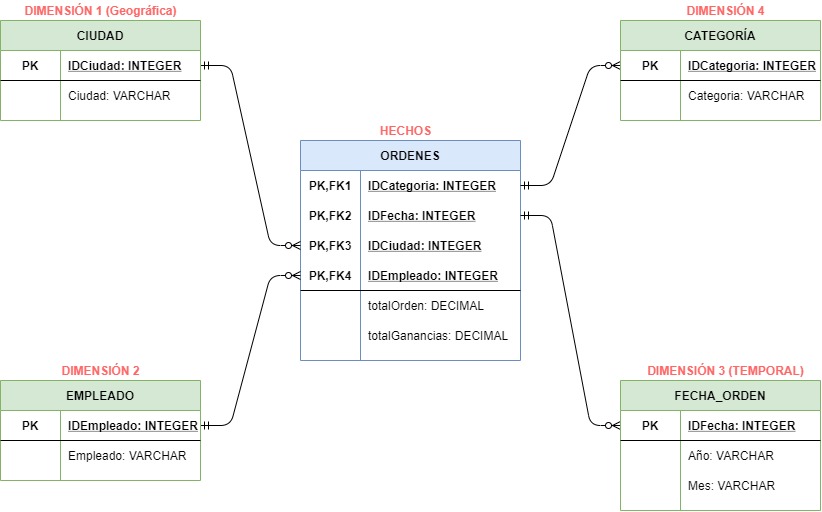 DIMENSIÓN 1 (Geográfica)
CIUDAD
PK IDCiudad: INTEGER
Ciudad: VARCHAR
DIMENSIÓN 4
CATEGORÍA
PK IDCategoria: INTEGER
Categoria: VARCHAR
HECHOS
ORDENES
PK,FK1 IDCategoria: INTEGER
PK,FK2 IDFecha: INTEGER
PK,FK3 IDCiudad: INTEGER
PK,FK4 IDEmpleado: INTEGER
totalOrden: DECIMAL
totalGanancias: DECIMAL
DIMENSIÓN 2
EMPLEADO
PK IDEmpleado: INTEGER
Empleado: VARCHAR
DIMENSIÓN 3 (TEMPORAL)
FECHA_ORDEN
PK IDFecha: INTEGER
Año: VARCHAR
Mes: VARCHAR